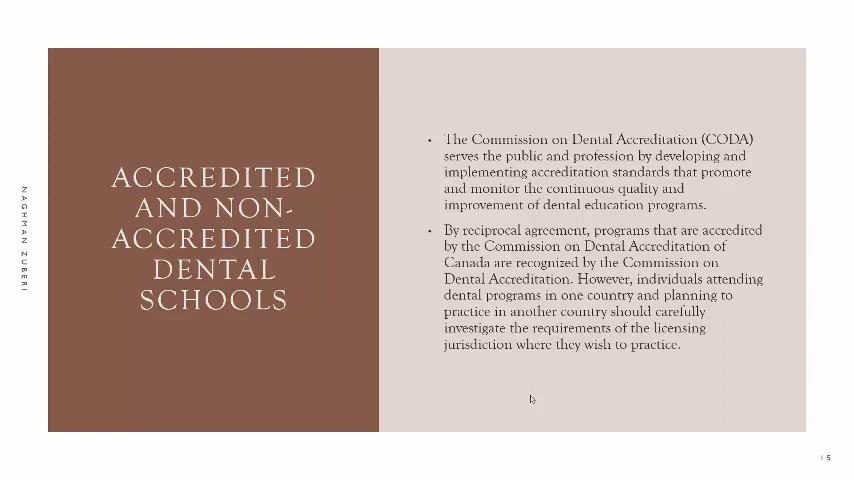 NAGHMAN ZUBERI
ACCREDITED
AND NON-
ACCREDITED
DENTAL
SCHOOLS
• The Commission on Dental Accreditation (CODA)
serves the public and profession by developing and
implementing accreditation standards that promote
and monitor the continuous quality and
improvement of dental education programs.
• By reciprocal agreement, programs that are accredited
by the Commission on Dental Accreditation of
Canada are recognized by the Commission on
Dental Accreditation. However, individuals attending
dental programs in one country and planning to
practice in another country should carefully
investigate the requirements of the licensing
jurisdiction where they wish to practice.
15